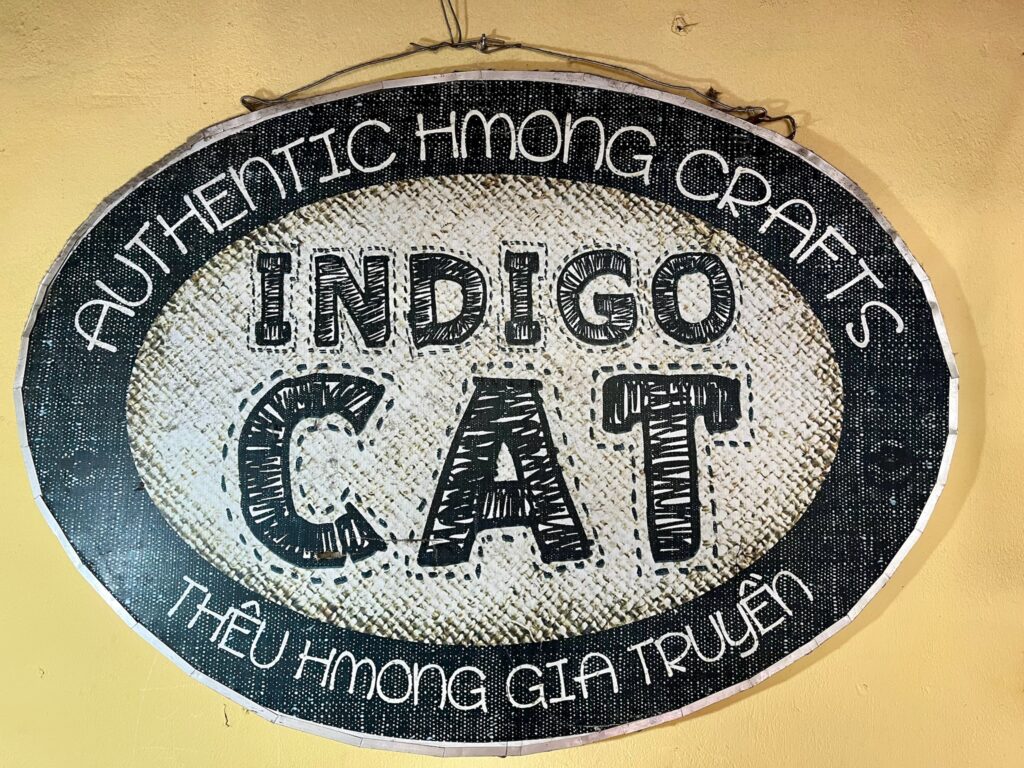 AUTHENTIC HMONG CRAFTS
INDIGO
CAT
THÊU HMONG GIA TRUYỀN